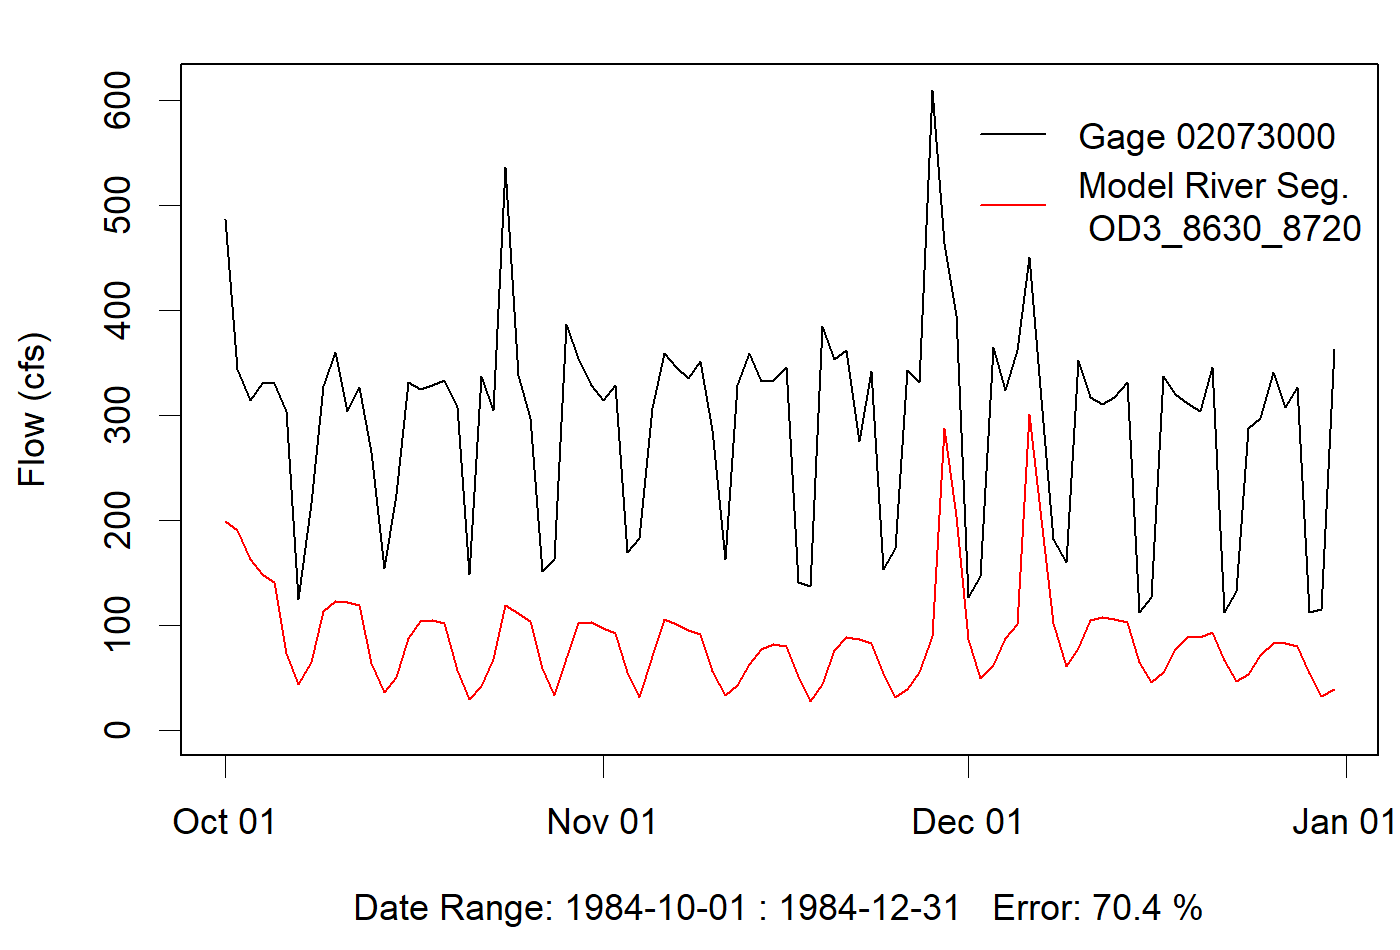 600
500
400
300
200
100
0
Flow (cfs)
Gage 02073000
Model River Seg.
OD3_8630_8720
Oct 01
Nov 01
Dec 01
Jan 01
Date Range: 1984-10-01 : 1984-12-31 Error: 70.4 %